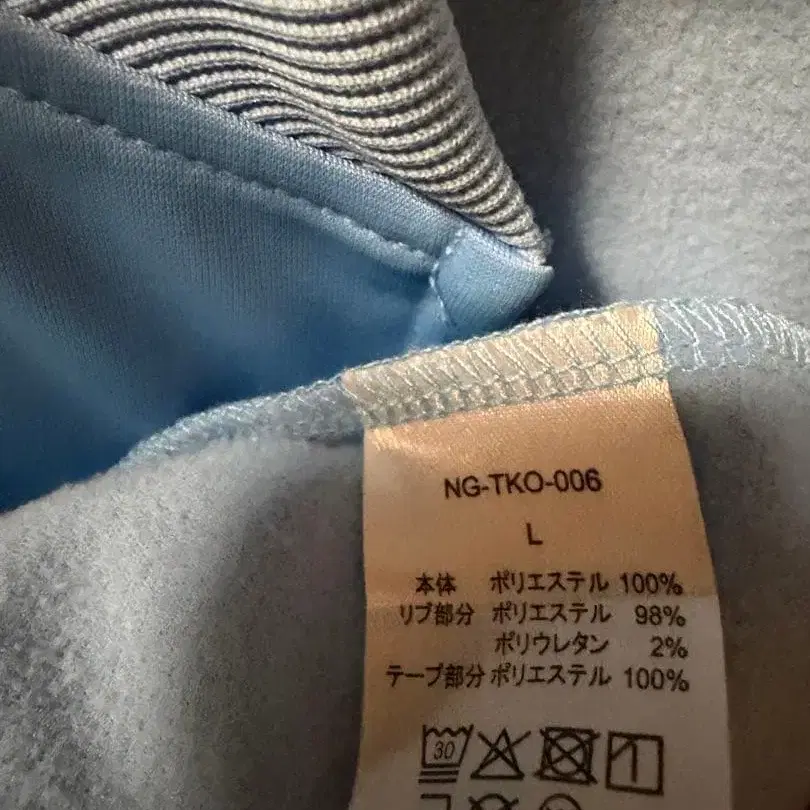 NG-TKO-006
L
本体 ポリエステル 100%
リブ部分 ポリエステル 98%
ポリウレタン 2%
テープ部分 ポリエステル 100%
30